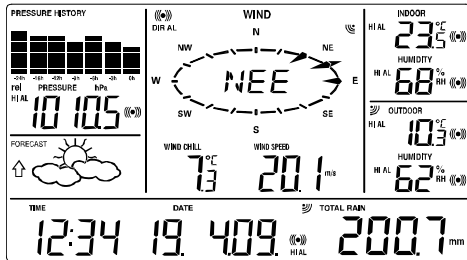 PRESSURE HISTORY
-24h -16h -12h -9h -6h -3h 0h
rel PRESSURE hPa
HI AL 1010.5
FORECAST
WIND
DIR AL
N
NW NE
W NEE E
SW SE
S
WIND CHILL WIND SPEED
7.3 °C 20.1 m/s
INDOOR
HI AL 23.5 °C
HUMIDITY
HI AL 68 % RH
OUTDOOR
HI AL 10.3 °C
HUMIDITY
HI AL 62 % RH
TIME DATE TOTAL RAIN
12:34 19. 4.09. HI AL 200.7 mm